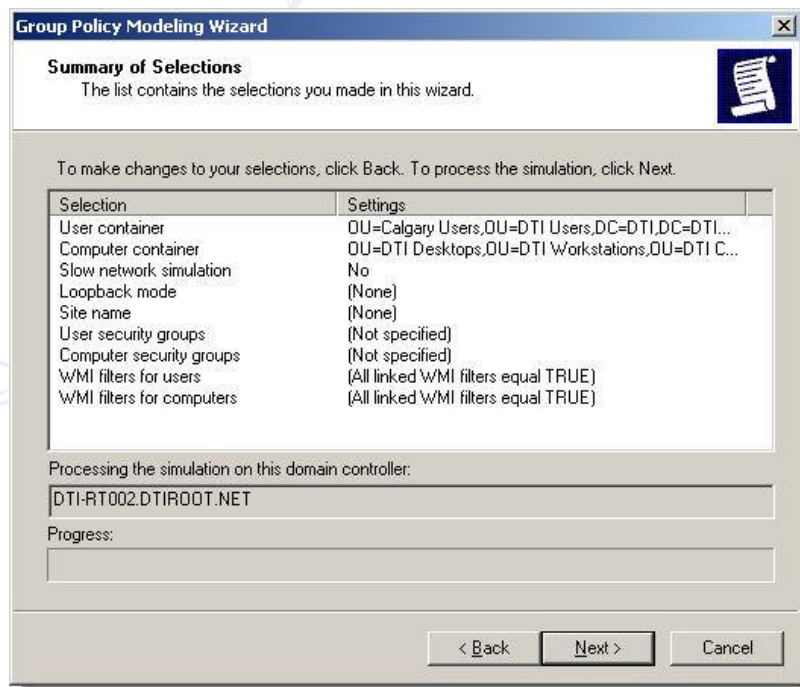 Group Policy Modeling Wizard
Summary of Selections
The list contains the selections you made in this wizard.
To make changes to your selections, click Back. To process the simulation, click Next.
Selection Settings
User container OU=Calgary Users,OU=DTI Users,DC=DTI,DC=DTI...
Computer container OU=DTI Desktops,OU=DTI Workstations,OU=DTI C...
Slow network simulation No
Loopback mode (None)
Site name (None)
User security groups (Not specified)
Computer security groups (Not specified)
WMI filters for users (All linked WMI filters equal TRUE)
WMI filters for computers (All linked WMI filters equal TRUE)
Processing the simulation on this domain controller:
DTI-RT002.DTIROOT.NET
Progress:
< Back Next > Cancel